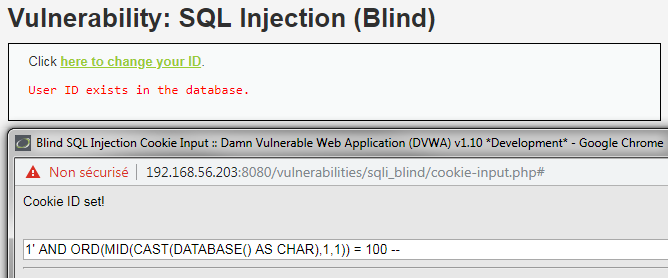 Vulnerability: SQL Injection (Blind)
Click here to change your ID.
User ID exists in the database.
Blind SQL Injection Cookie Input :: Damn Vulnerable Web Application (DVWA) v1.10 *Development* - Google Chrome
Non sécurisé | 192.168.56.203:8080/vulnerabilities/sqli_blind/cookie-input.php#
Cookie ID set!
1' AND ORD(MID(CAST(DATABASE() AS CHAR),1,1)) = 100 --